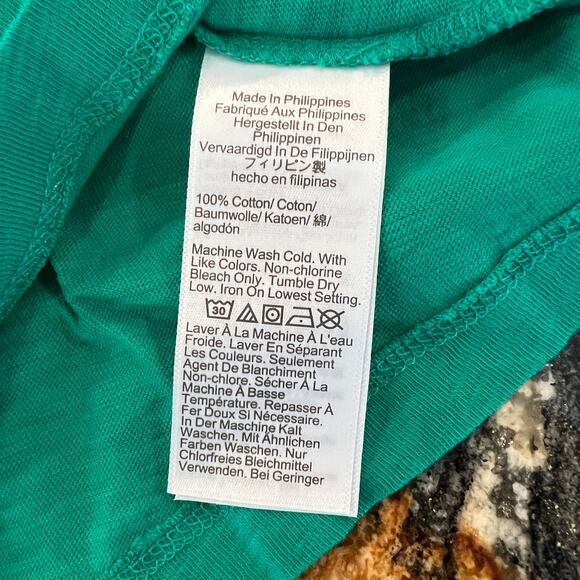 Made In Philippines
Fabriqué Aux Philippines
Hergestellt In Den
Philippinen
Vervaardigd In De Filippijnen
フィリピン製
hecho en filipinas
100% Cotton/ Coton/
Baumwolle/ Katoen/ 綿/
algodón
Machine Wash Cold. With
Like Colors. Non-chlorine
Bleach Only. Tumble Dry
Low. Iron On Lowest Setting.
30
Laver À La Machine À L'eau
Froide. Laver En Séparant
Les Couleurs. Seulement
Agent De Blanchiment
Non-chlore. Sécher À La
Machine À Basse
Température. Repasser À
Fer Doux Si Nécessaire.
In Der Maschine Kalt
Waschen. Mit Ähnlichen
Farben Waschen. Nur
Chlorfreies Bleichmittel
Verwenden. Bei Geringer